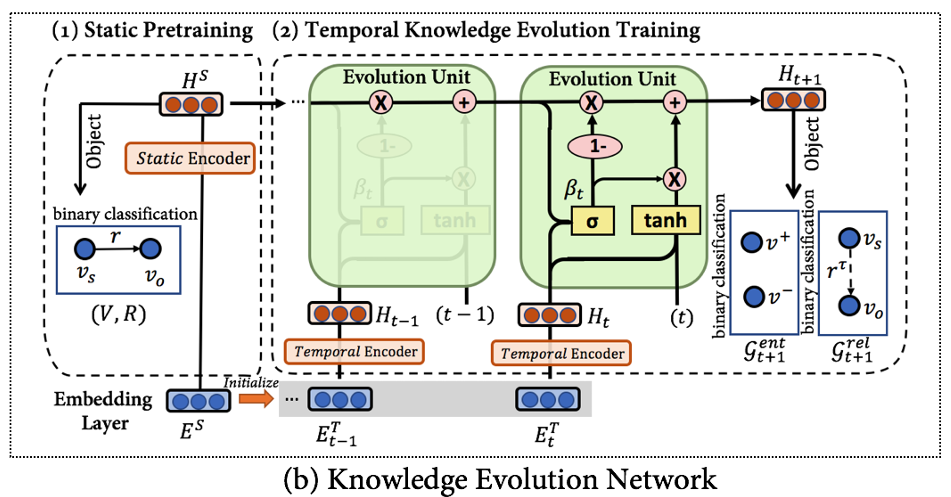 (1) Static Pretraining
(2) Temporal Knowledge Evolution Training
H^S
Object
Static Encoder
binary classification
r
v_s
v_o
(V, R)
Embedding
Layer
E^S
Initialize
...
Evolution Unit
X
+
1-
β_t
X
σ
tanh
H_{t-1}
(t-1)
Temporal Encoder
...
E^T_{t-1}
Evolution Unit
X
+
1-
β_t
X
σ
tanh
H_t
(t)
Temporal Encoder
E^T_t
H_{t+1}
Object
binary classification
v^+
v^-
G^{ent}_{t+1}
binary classification
v_s
r^τ
v_o
G^{rel}_{t+1}
(b) Knowledge Evolution Network